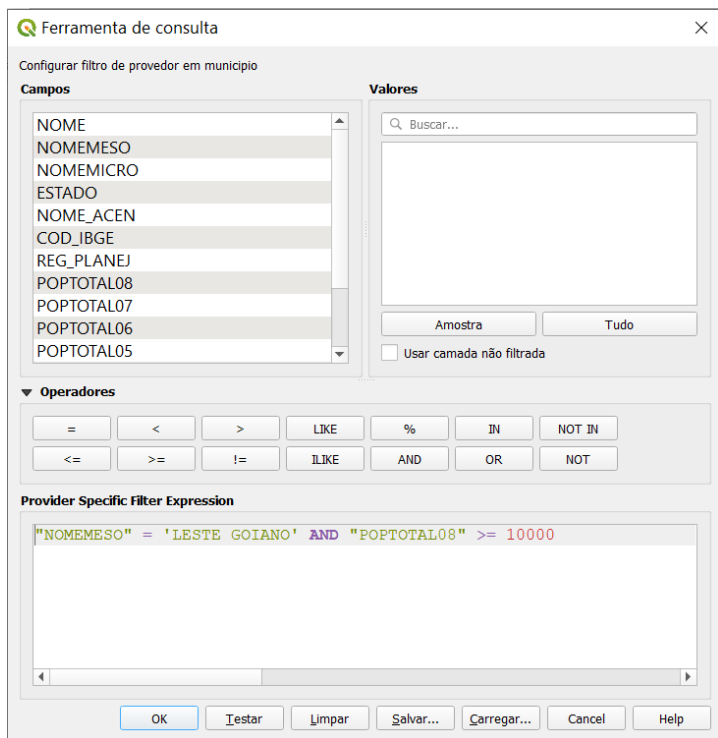 Ferramenta de consulta
Configurar filtro de provedor em municipio
Campos
Valores
NOME
NOMEMESO
NOMEMICRO
ESTADO
NOME_ACEN
COD_IBGE
REG_PLANEJ
POPTOTAL08
POPTOTAL07
POPTOTAL06
POPTOTAL05
Buscar...
Amostra
Tudo
Usar camada não filtrada
Operadores
= < > LIKE % IN NOT IN
<= >= != ILIKE AND OR NOT
Provider Specific Filter Expression
"NOMEMESO" = 'LESTE GOIANO' AND "POPTOTAL08" >= 10000
OK Testar Limpar Salvar... Carregar... Cancel Help